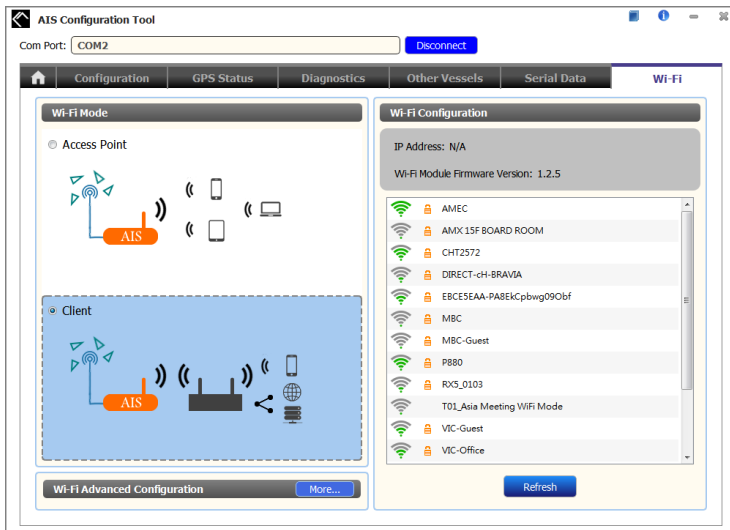 AIS Configuration Tool
Com Port: COM2 Disconnect
Configuration GPS Status Diagnostics Other Vessels Serial Data Wi-Fi
Wi-Fi Mode
Access Point
AIS
Client
AIS
Wi-Fi Advanced Configuration More...
Wi-Fi Configuration
IP Address: N/A
Wi-Fi Module Firmware Version: 1.2.5
AMEC
AMX 15F BOARD ROOM
CHT2572
DIRECT-cH-BRAVIA
EBCE5EAA-PA8EkCpbwg09Obf
MBC
MBC-Guest
P880
RX5_0103
T01_Asia Meeting WiFi Mode
VIC-Guest
VIC-Office
Refresh